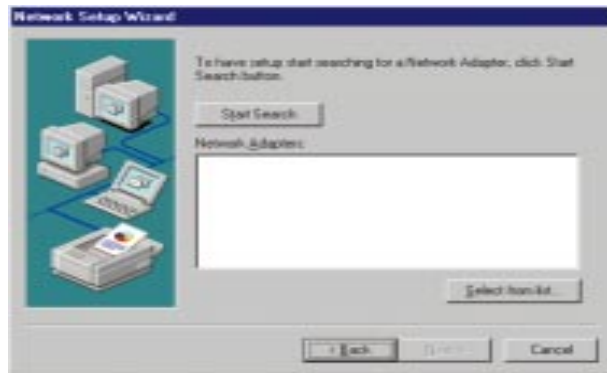 Network Setup Wizard
To have setup start searching for a Network Adapter, click Start
Search button.
Start Search
Network Adapters:
Select from list...
< Back
Next >
Cancel